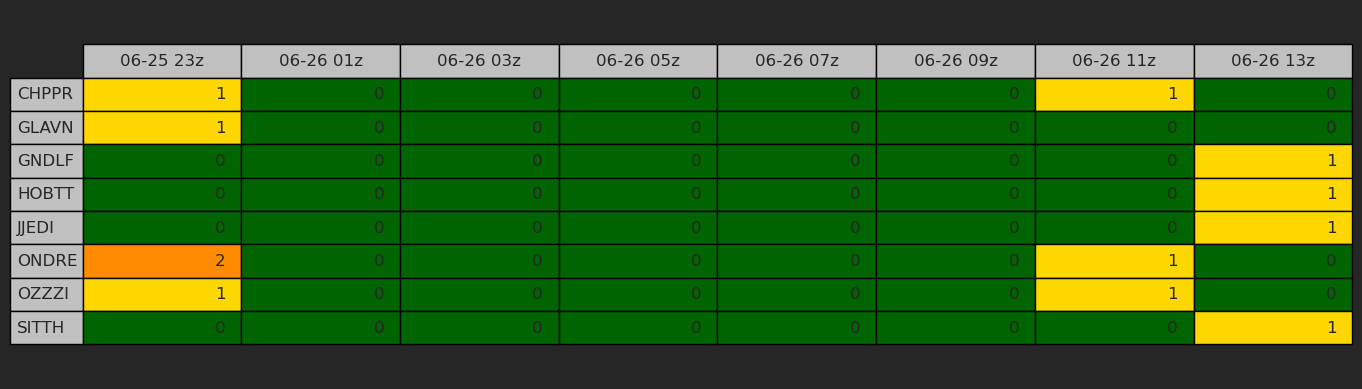 06-25 23z 06-26 01z 06-26 03z 06-26 05z 06-26 07z 06-26 09z 06-26 11z 06-26 13z
CHPPR 1 0 0 0 0 0 1 0
GLAVN 1 0 0 0 0 0 0 0
GNDLF 0 0 0 0 0 0 0 1
HOBTT 0 0 0 0 0 0 0 1
JJEDI 0 0 0 0 0 0 0 1
ONDRE 2 0 0 0 0 0 1 0
OZZZI 1 0 0 0 0 0 1 0
SITTH 0 0 0 0 0 0 0 1